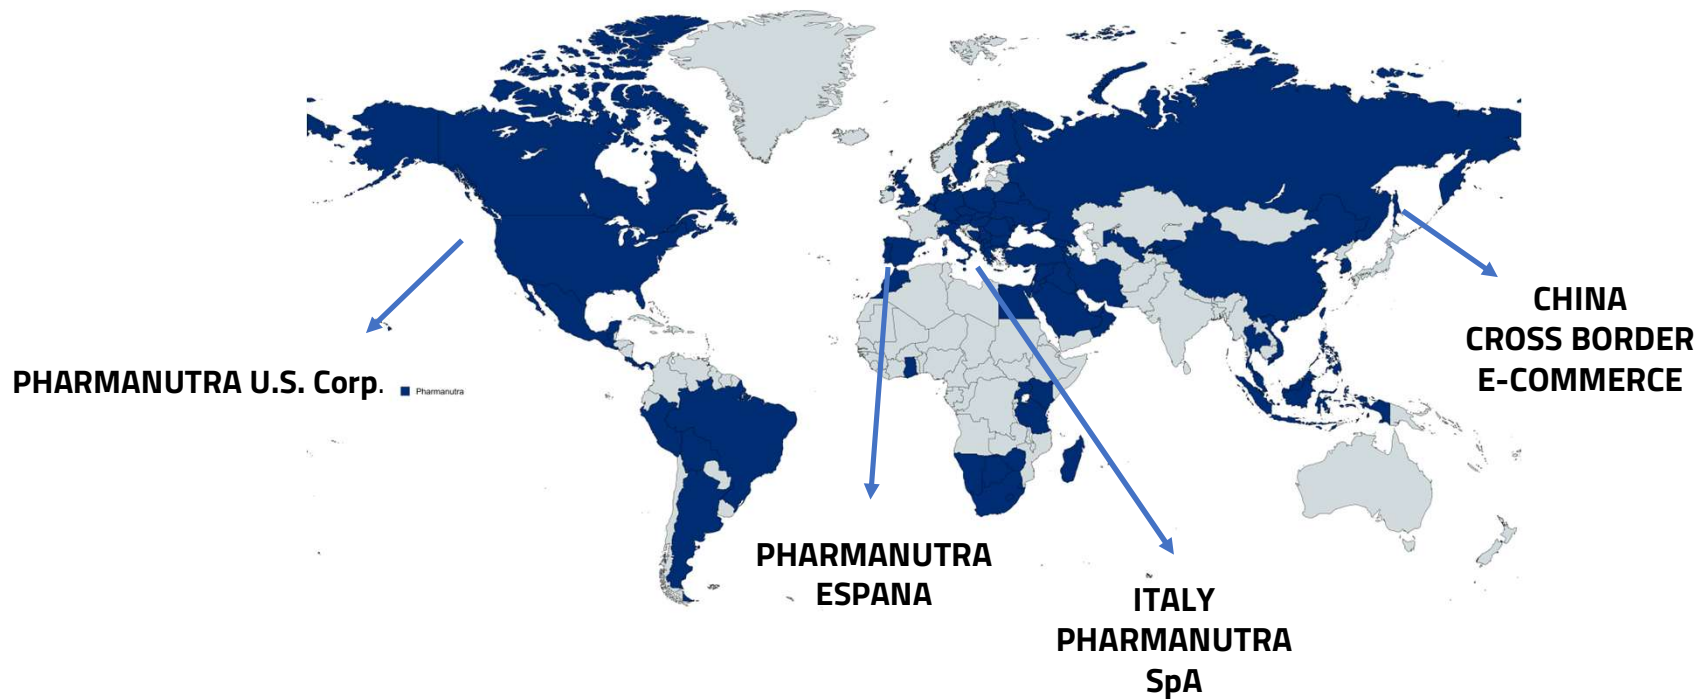 PHARMANUTRA U.S. Corp.
Pharmanutra
CHINA
CROSS BORDER
E-COMMERCE
PHARMANUTRA
ESPANA
ITALY
PHARMANUTRA
SpA